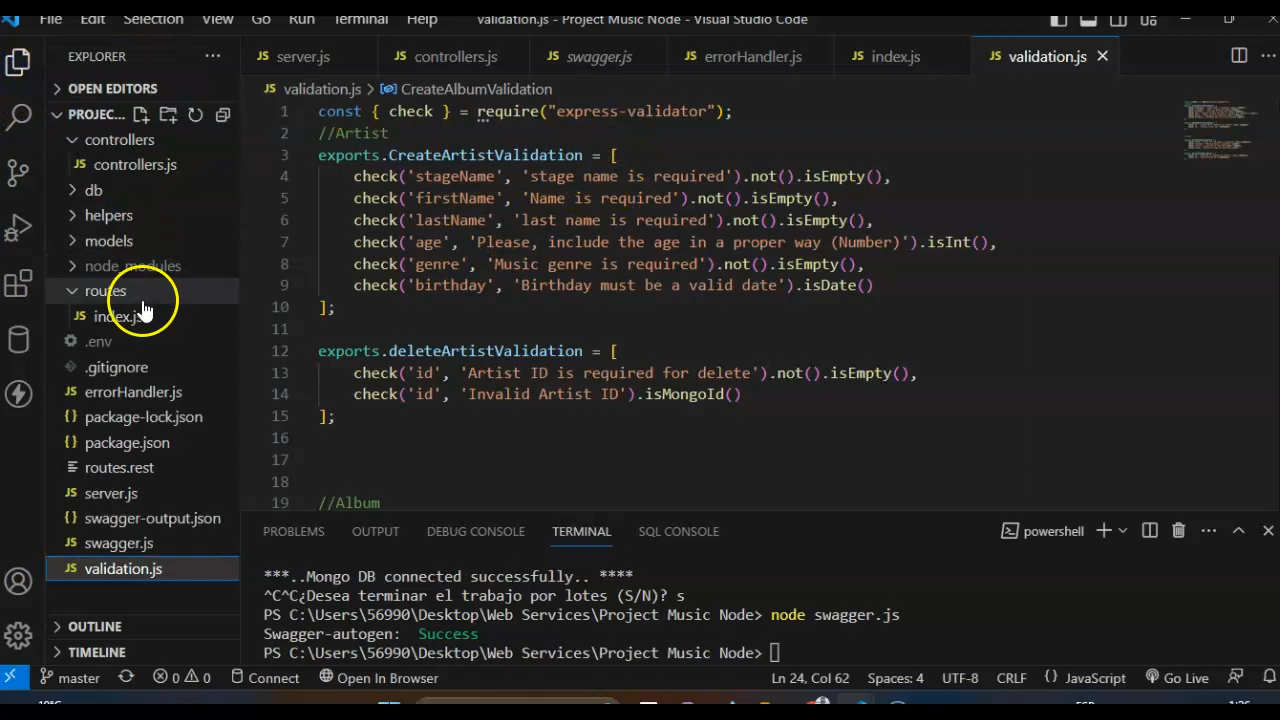 File Edit Selection View Go Run Terminal Help validation.js - Project Music Node - Visual Studio Code
EXPLORER
server.js controllers.js swagger.js errorHandler.js index.js validation.js
OPEN EDITORS
PROJEC...
controllers
controllers.js
db
helpers
models
node_modules
routes
index.js
.env
.gitignore
errorHandler.js
package-lock.json
package.json
routes.rest
server.js
swagger-output.json
swagger.js
validation.js
OUTLINE
TIMELINE
validation.js > CreateAlbumValidation
1 const { check } = require("express-validator");
2 //Artist
3 exports.CreateArtistValidation = [
4 check('stageName', 'stage name is required').not().isEmpty(),
5 check('firstName', 'Name is required').not().isEmpty(),
6 check('lastName', 'last name is required').not().isEmpty(),
7 check('age', 'Please, include the age in a proper way (Number)').isInt(),
8 check('genre', 'Music genre is required').not().isEmpty(),
9 check('birthday', 'Birthday must be a valid date').isDate()
10 ];
11
12 exports.deleteArtistValidation = [
13 check('id', 'Artist ID is required for delete').not().isEmpty(),
14 check('id', 'Invalid Artist ID').isMongoId()
15 ];
16
17
18
19 //Album
PROBLEMS OUTPUT DEBUG CONSOLE TERMINAL SQL CONSOLE powershell
***..Mongo DB connected successfully.. ****
^C^C¿Desea terminar el trabajo por lotes (S/N)? s
PS C:\Users\56990\Desktop\Web Services\Project Music Node> node swagger.js
Swagger-autogen: Success
PS C:\Users\56990\Desktop\Web Services\Project Music Node>
master 0 0 Connect Open In Browser Ln 24, Col 62 Spaces: 4 UTF-8 CRLF JavaScript Go Live